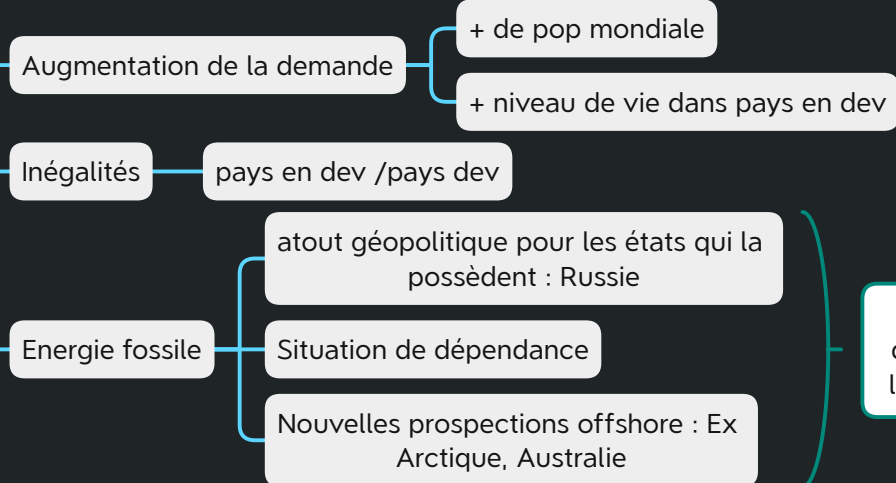 + de pop mondiale
Augmentation de la demande
+ niveau de vie dans pays en dev
Inégalités
pays en dev /pays dev
atout géopolitique pour les états qui la
possèdent : Russie
Energie fossile
Situation de dépendance
Nouvelles prospections offshore : Ex
Arctique, Australie